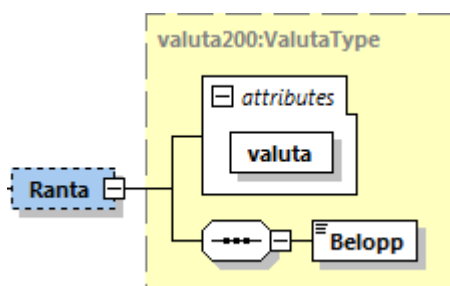 valuta200:ValutaType
attributes
valuta
Ranta
Belopp